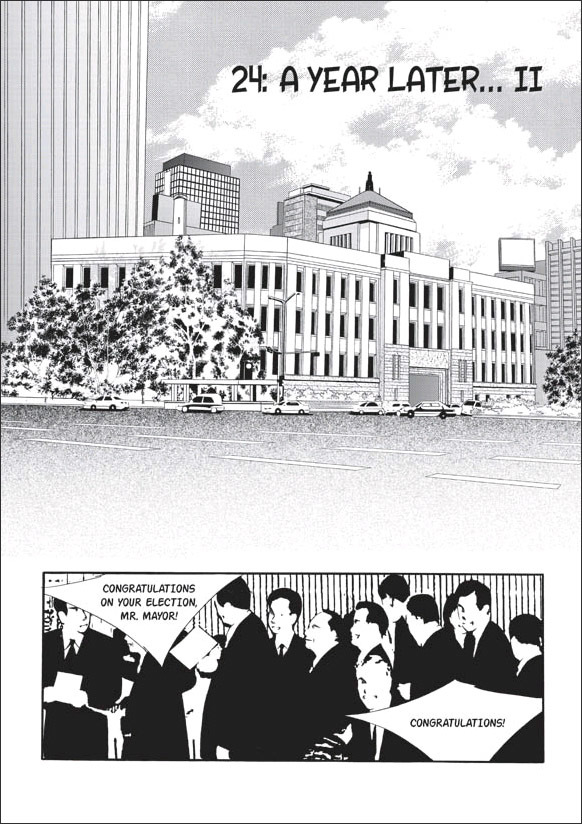 24: A YEAR LATER... II
CONGRATULATIONS
ON YOUR ELECTION,
MR. MAYOR!
CONGRATULATIONS!